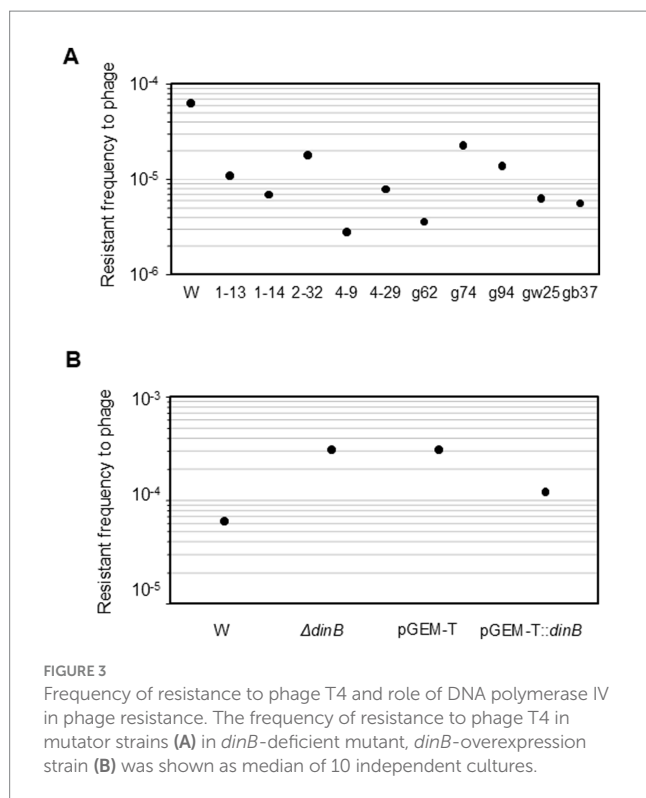 A
Resistant frequency to phage
10⁻⁴
10⁻⁵
10⁻⁶
W 1-13 1-14 2-32 4-9 4-29 g62 g74 g94 gw25 gb37
B
Resistant frequency to phage
10⁻³
10⁻⁴
10⁻⁵
W ΔdinB pGEM-T pGEM-T::dinB
FIGURE 3
Frequency of resistance to phage T4 and role of DNA polymerase IV
in phage resistance. The frequency of resistance to phage T4 in
mutator strains (A) in dinB-deficient mutant, dinB-overexpression
strain (B) was shown as median of 10 independent cultures.